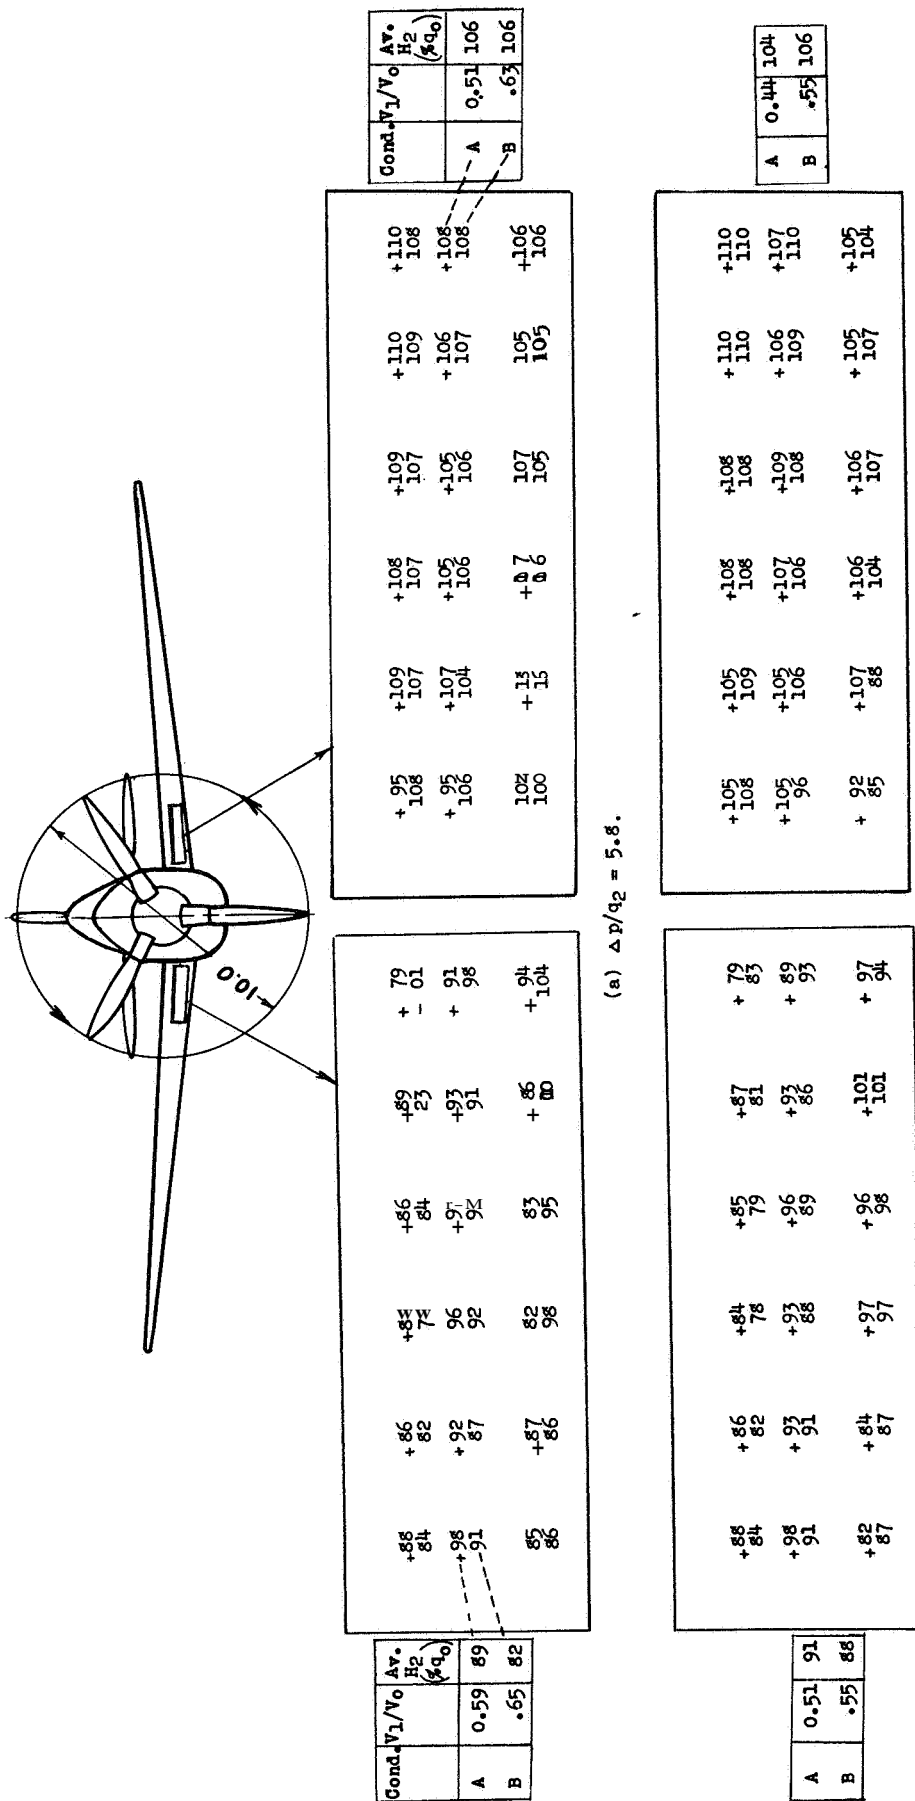 10.0
Cond. V1/V0 Av. H2 (%q0)
A 0.59 89
B .65 82
+88 +86 +86 +89 +79
84 82 84 23 -01
+98 +92 96 +93 +91
91 87 92 91 98
85 +87 82 83 +86 +94
86 86 98 95 104
+95 +109 +108 +109 +110 +110
108 107 107 107 109 108
+95 +107 +105 +105 +106 +108
106 104 106 106 107 108
102 +13 107 105 +106
100 15 105 105 106
Cond. V1/V0 Av. H2 (%q0)
A 0.51 106
B .63 106
(a) Δp/q2 = 5.8.
A 0.51 91
B .55 88
+88 +86 +84 +85 +87 +79
84 82 78 79 81 83
+98 +93 +93 +96 +93 +89
91 91 88 89 86 93
+82 +84 +97 +96 +101 +97
87 87 97 98 101 94
+105 +105 +108 +108 +110 +110
108 109 108 108 110 110
+105 +105 +107 +109 +106 +107
96 106 106 108 109 110
+92 +107 +106 +106 +105 +105
85 88 104 107 107 104
A 0.44 104
B .55 106